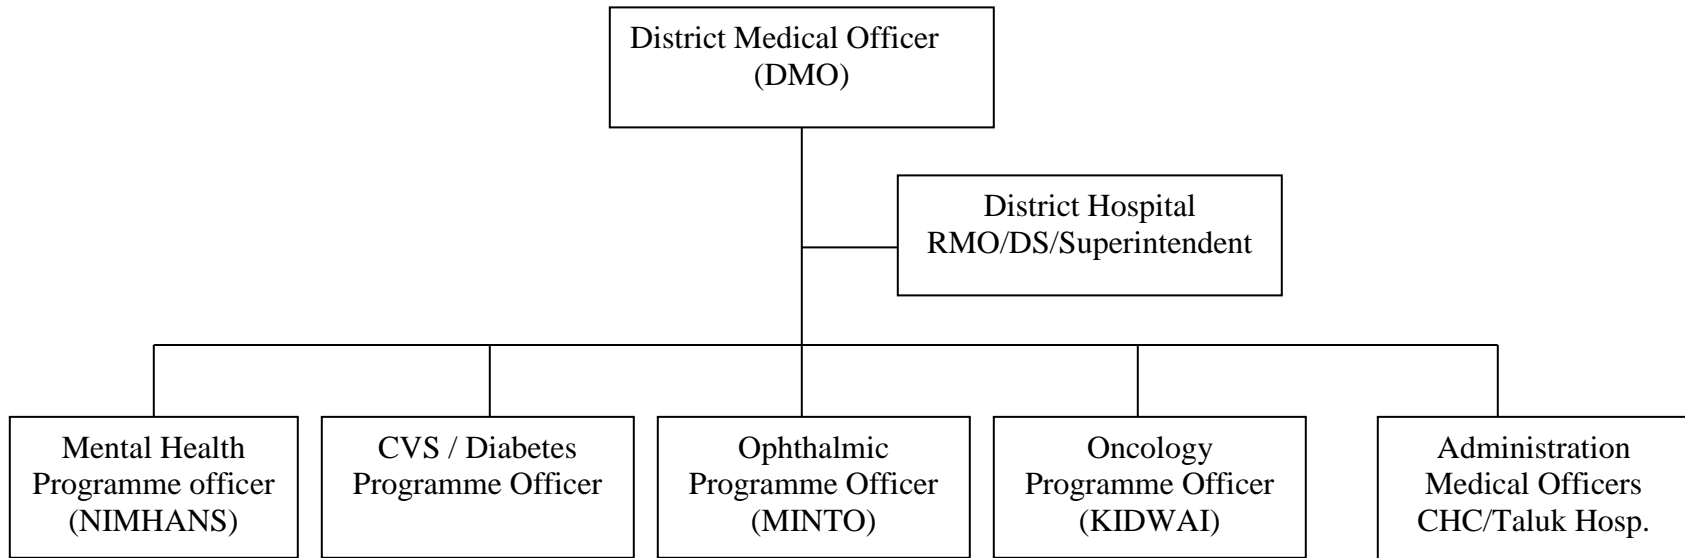 District Medical Officer
(DMO)
District Hospital
RMO/DS/Superintendent
Mental Health
Programme officer
(NIMHANS)
CVS / Diabetes
Programme Officer
Ophthalmic
Programme Officer
(MINTO)
Oncology
Programme Officer
(KIDWAI)
Administration
Medical Officers
CHC/Taluk Hosp.